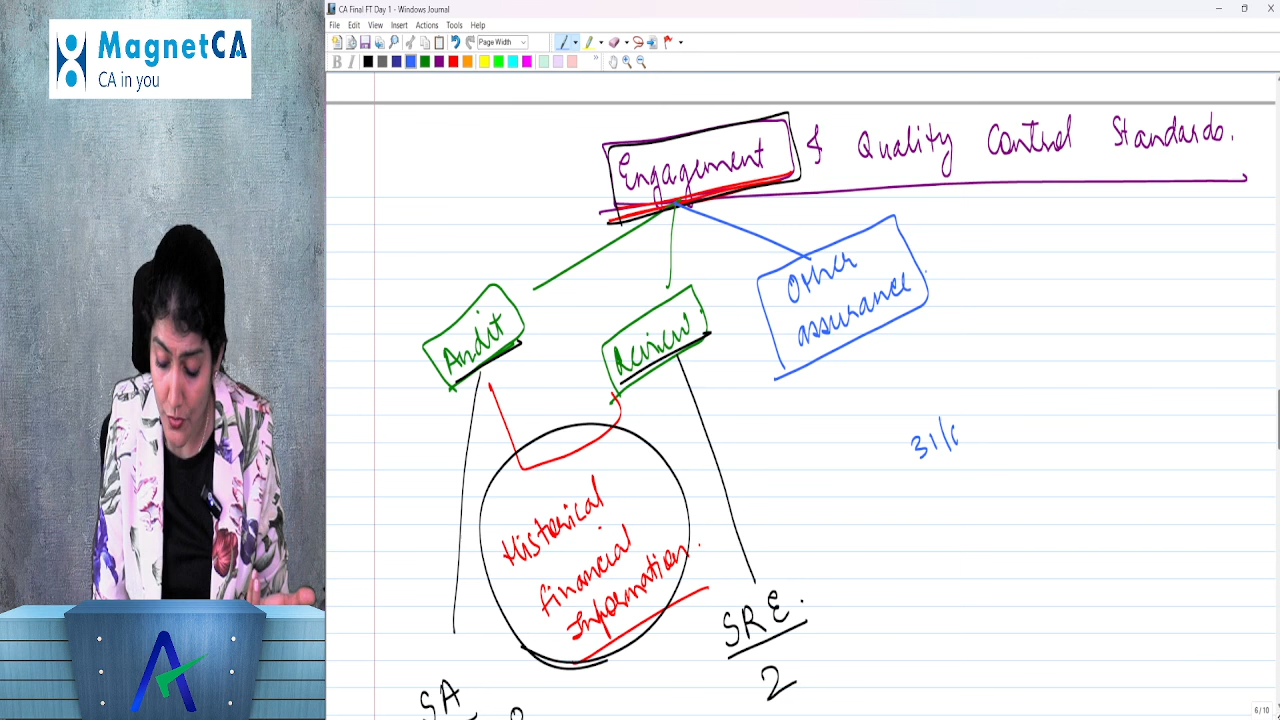 MagnetCA
CA in you
CA Final FT Day 1 - Windows Journal
File Edit View Insert Actions Tools Help
Page Width
B I
Engagement & Quality Control Standards.
Audit
Review.
Other
assurance
31/
Historical
financial
Information.
SRE.
2
SA
6/10